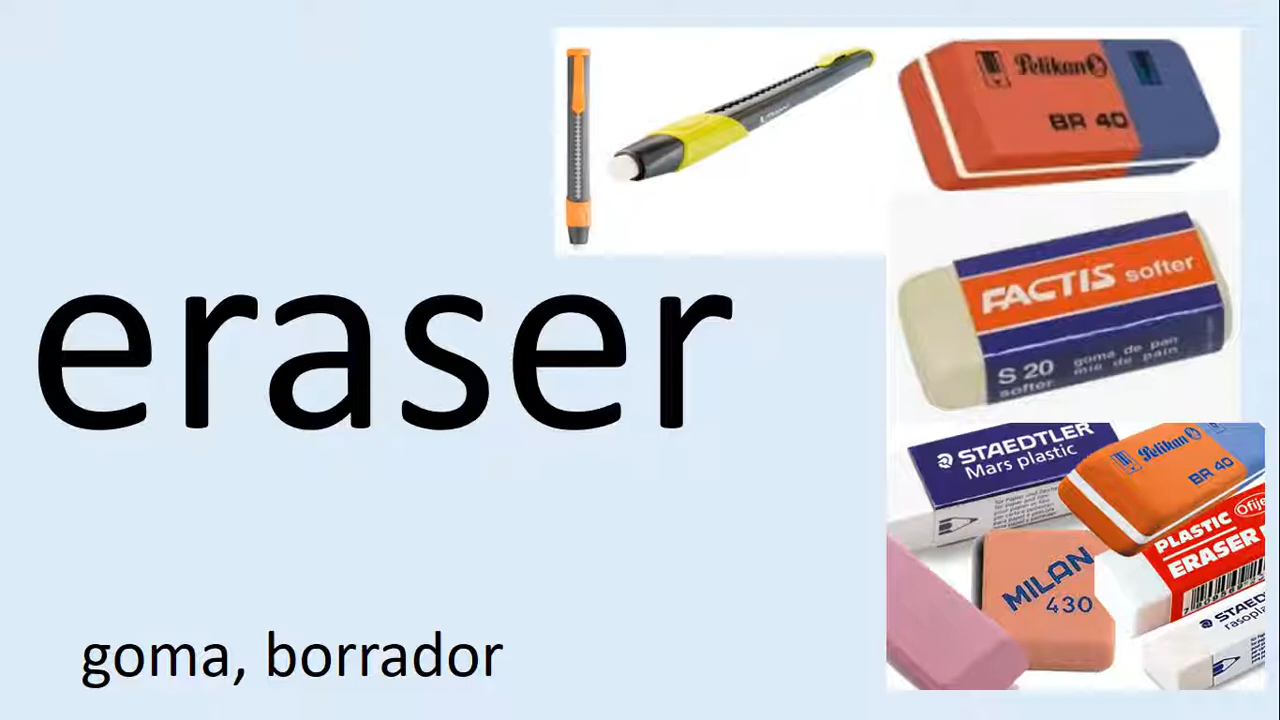 eraser
goma, borrador
Pelikan
BR 40
FACTIS softer
S 20
softer
goma de pan
mie de pain
STAEDTLER
Mars plastic
Pelikan
BR 40
PLASTIC
ERASER
MILAN
430